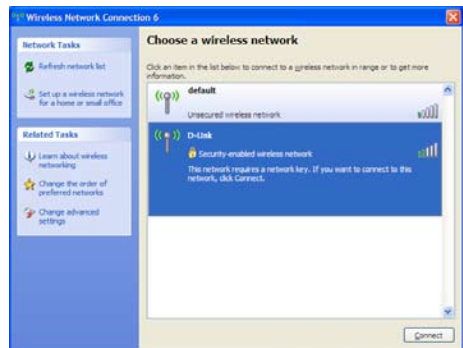 Wireless Network Connection 6
Network Tasks
Refresh network list
Set up a wireless network
for a home or small office
Related Tasks
Learn about wireless
networking
Change the order of
preferred networks
Change advanced
settings
Choose a wireless network
Click an item in the list below to connect to a wireless network in range or to get more
information.
default
Unsecured wireless network
D-Link
Security-enabled wireless network
This network requires a network key. If you want to connect to this
network, click Connect.
Connect